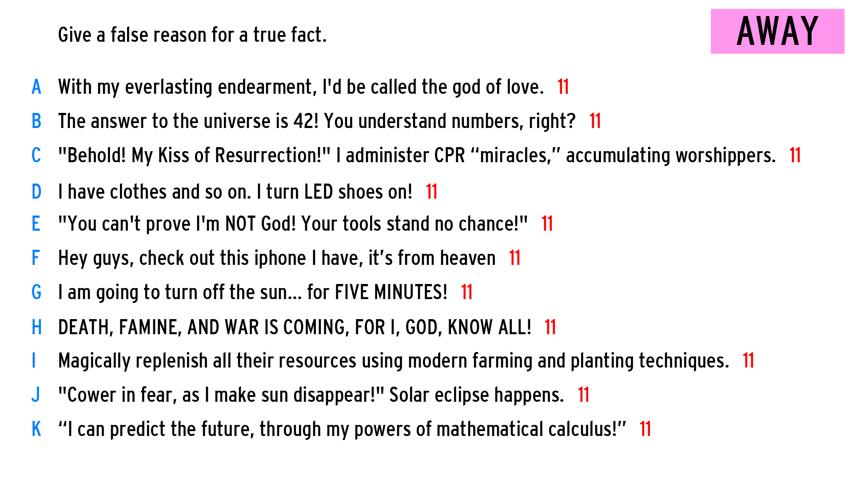 Give a false reason for a true fact.
AWAY
A With my everlasting endearment, I'd be called the god of love. 11
B The answer to the universe is 42! You understand numbers, right? 11
C "Behold! My Kiss of Resurrection!" I administer CPR “miracles,” accumulating worshippers. 11
D I have clothes and so on. I turn LED shoes on! 11
E "You can't prove I'm NOT God! Your tools stand no chance!" 11
F Hey guys, check out this iphone I have, it’s from heaven 11
G I am going to turn off the sun... for FIVE MINUTES! 11
H DEATH, FAMINE, AND WAR IS COMING, FOR I, GOD, KNOW ALL! 11
I Magically replenish all their resources using modern farming and planting techniques. 11
J "Cower in fear, as I make sun disappear!" Solar eclipse happens. 11
K “I can predict the future, through my powers of mathematical calculus!” 11